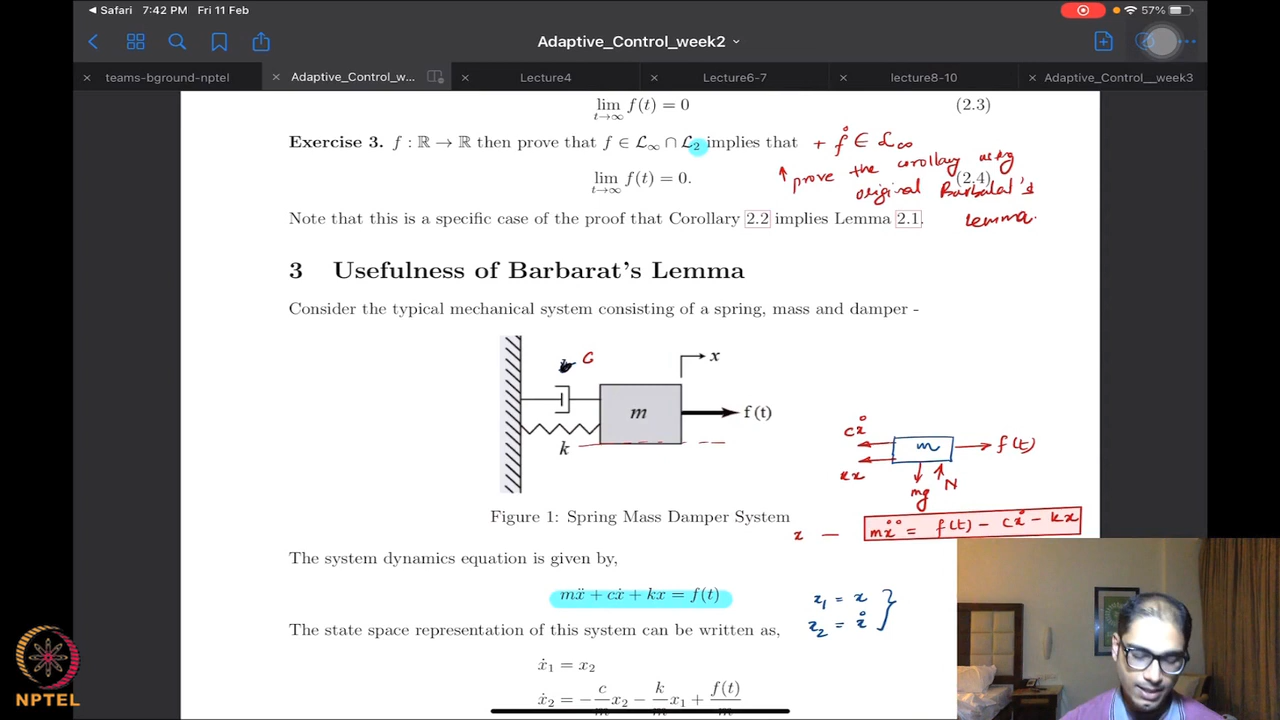 Safari 7:42 PM Fri 11 Feb 57%
Adaptive_Control_week2
teams-bground-nptel Adaptive_Control_w... Lecture4 Lecture6-7 lecture8-10 Adaptive_Control__week3
lim t→∞ f(t) = 0 (2.3)
Exercise 3. f : ℝ → ℝ then prove that f ∈ 𝓛∞ ∩ 𝓛2 implies that + ḟ ∈ 𝓛∞
lim t→∞ f(t) = 0. (2.4)
↑ prove the corollary using
original Barbalat's
lemma.
Note that this is a specific case of the proof that Corollary 2.2 implies Lemma 2.1.
3 Usefulness of Barbarat's Lemma
Consider the typical mechanical system consisting of a spring, mass and damper -
C
x
m
f(t)
k
cẋ
m
f(t)
kx
mg
N
Figure 1: Spring Mass Damper System
x — mẍ = f(t) - cẋ - kx
The system dynamics equation is given by,
mẍ + cẋ + kx = f(t)
x1 = x
x2 = ẋ }
The state space representation of this system can be written as,
ẋ1 = x2
ẋ2 = -c/m x2 - k/m x1 + f(t)/m
NPTEL